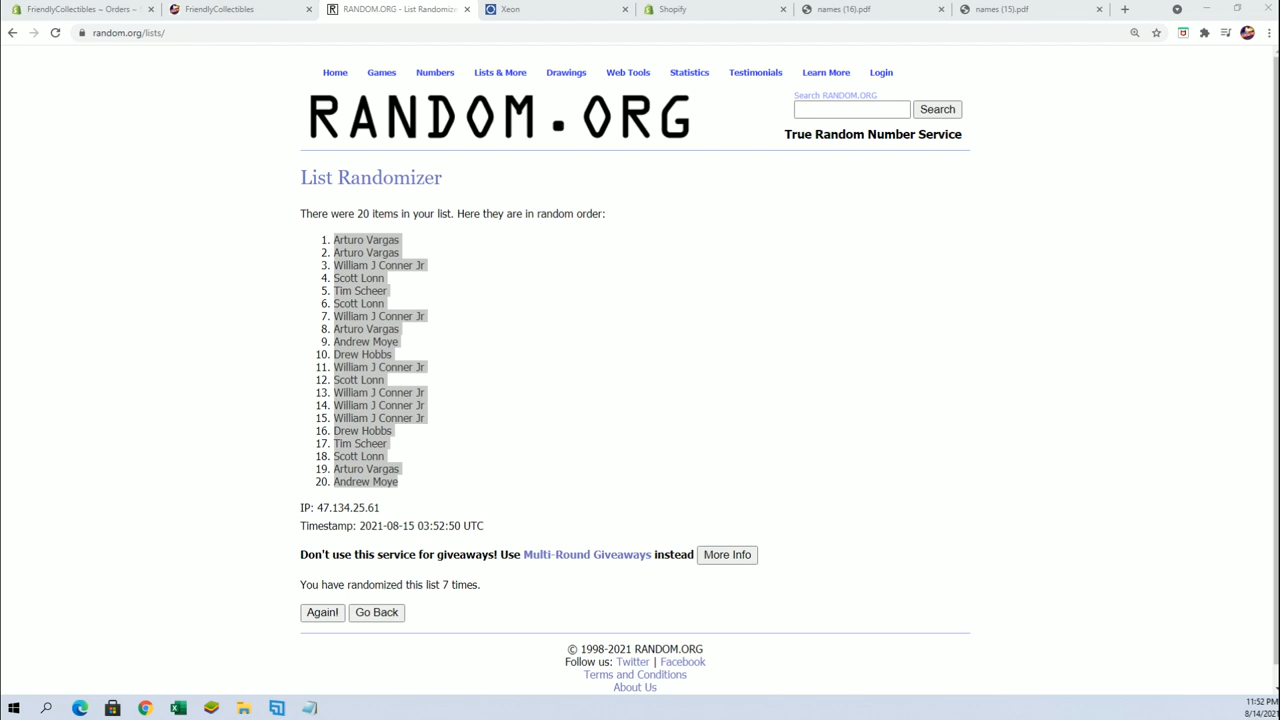 FriendlyCollectibles ~ Orders ~ S
FriendlyCollectibles
RANDOM.ORG - List Randomizer
Xeon
Shopify
names (16).pdf
names (15).pdf
random.org/lists/
Home Games Numbers Lists & More Drawings Web Tools Statistics Testimonials Learn More Login
Search RANDOM.ORG
RANDOM.ORG
Search
True Random Number Service
List Randomizer
There were 20 items in your list. Here they are in random order:
1. Arturo Vargas
2. Arturo Vargas
3. William J Conner Jr
4. Scott Lonn
5. Tim Scheer
6. Scott Lonn
7. William J Conner Jr
8. Arturo Vargas
9. Andrew Moye
10. Drew Hobbs
11. William J Conner Jr
12. Scott Lonn
13. William J Conner Jr
14. William J Conner Jr
15. William J Conner Jr
16. Drew Hobbs
17. Tim Scheer
18. Scott Lonn
19. Arturo Vargas
20. Andrew Moye
IP: 47.134.25.61
Timestamp: 2021-08-15 03:52:50 UTC
Don't use this service for giveaways! Use Multi-Round Giveaways instead More Info
You have randomized this list 7 times.
Again! Go Back
© 1998-2021 RANDOM.ORG
Follow us: Twitter | Facebook
Terms and Conditions
About Us
11:52 PM
8/14/2021